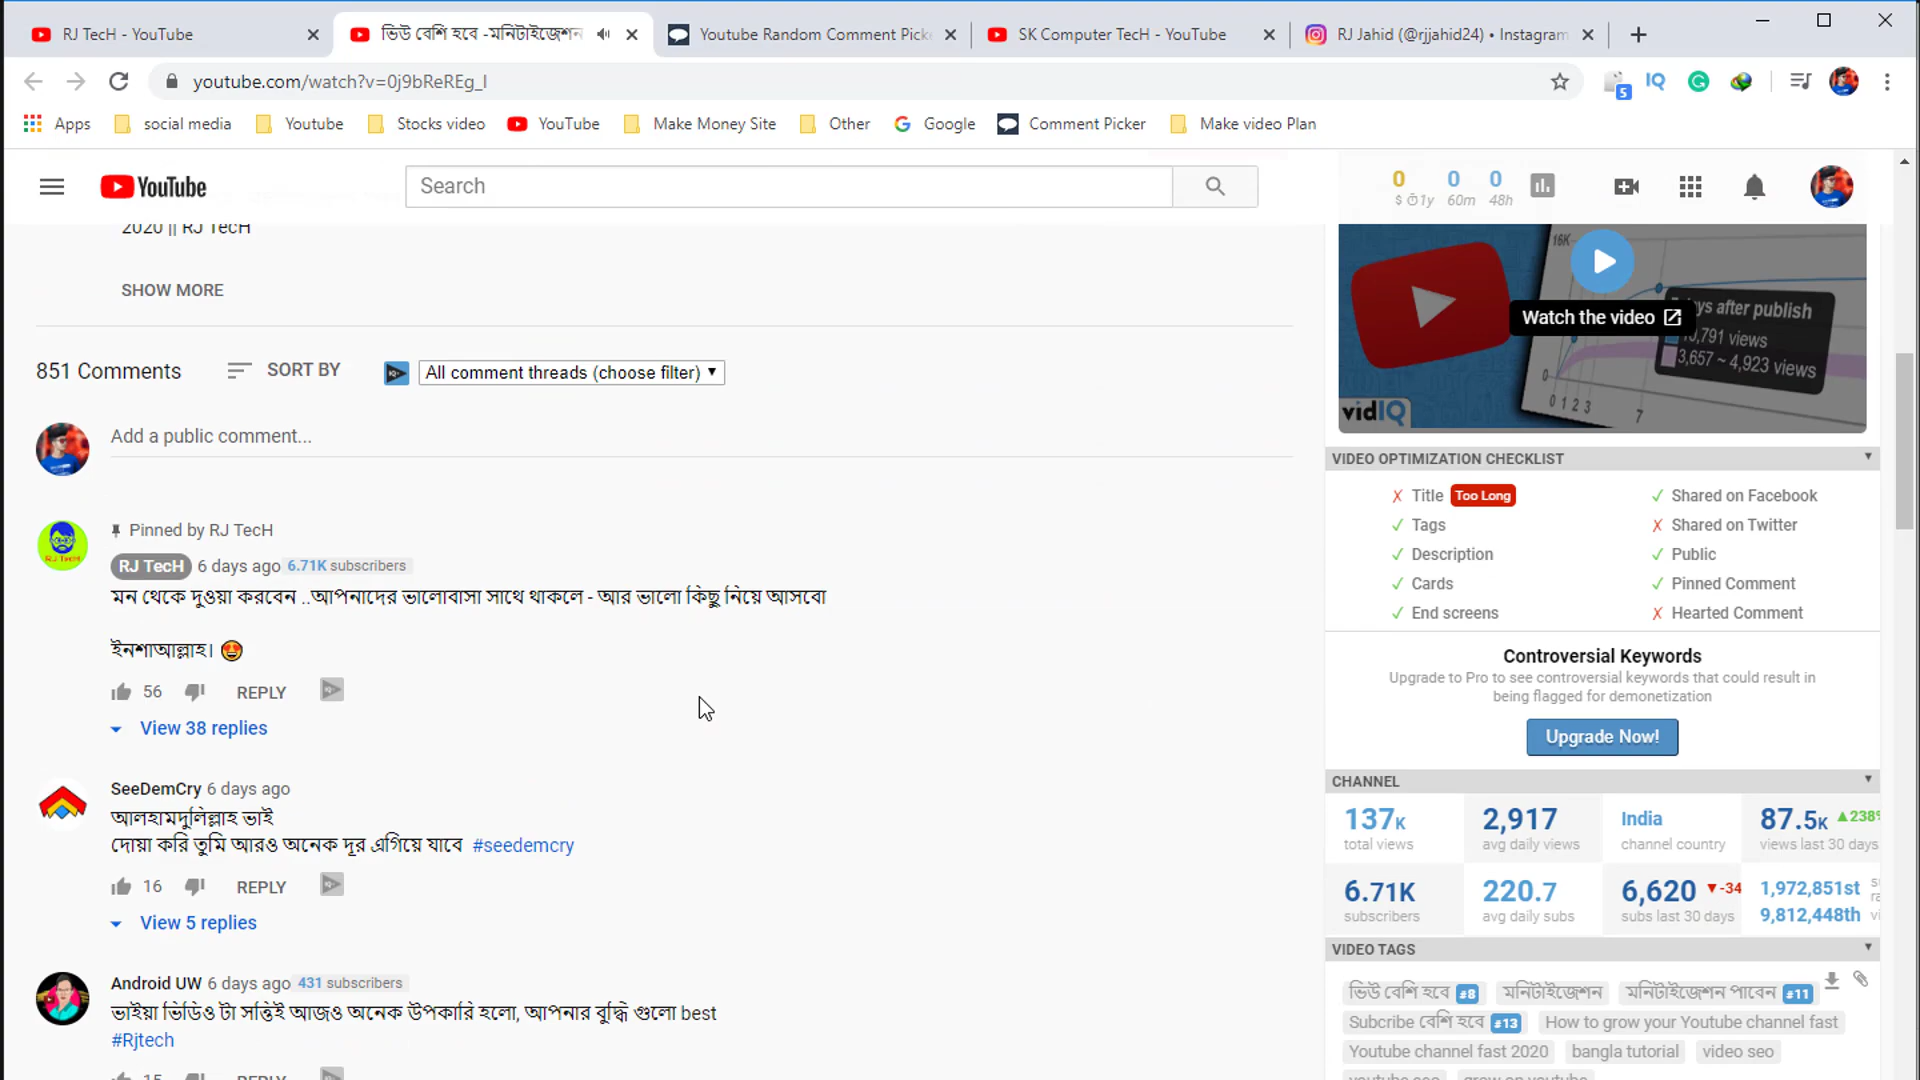 RJ TecH - YouTube
ভিউ বেশি হবে -মনিটাইজেশন
Youtube Random Comment Picke
SK Computer TecH - YouTube
RJ Jahid (@rjjahid24) • Instagram
youtube.com/watch?v=0j9bReREg_I
Apps
social media
Youtube
Stocks video
YouTube
Make Money Site
Other
Google
Comment Picker
Make video Plan
YouTube
Search
0 0 0
$ 1y 60m 48h
2020 || RJ TecH
SHOW MORE
851 Comments
SORT BY
All comment threads (choose filter)
Add a public comment...
Pinned by RJ TecH
RJ TecH 6 days ago 6.71K subscribers
মন থেকে দুওয়া করবেন ..আপনাদের ভালোবাসা সাথে থাকলে - আর ভালো কিছু নিয়ে আসবো
ইনশাআল্লাহ। 😍
56 REPLY
View 38 replies
SeeDemCry 6 days ago
আলহামদুলিল্লাহ ভাই
দোয়া করি তুমি আরও অনেক দূর এগিয়ে যাবে #seedemcry
16 REPLY
View 5 replies
Android UW 6 days ago 431 subscribers
ভাইয়া ভিডিও টা সত্তিই আজও অনেক উপকারি হলো, আপনার বুদ্ধি গুলো best
#Rjtech
15 REPLY
16K
Watch the video
ys after publish
,791 views
3,657 ~ 4,923 views
0 1 2 3 7
vidIQ
VIDEO OPTIMIZATION CHECKLIST
Title Too Long
Shared on Facebook
Tags
Shared on Twitter
Description
Public
Cards
Pinned Comment
End screens
Hearted Comment
Controversial Keywords
Upgrade to Pro to see controversial keywords that could result in
being flagged for demonetization
Upgrade Now!
CHANNEL
137K 2,917 India 87.5K ▲238%
total views avg daily views channel country views last 30 days
6.71K 220.7 6,620 ▼-34 1,972,851st
subscribers avg daily subs subs last 30 days 9,812,448th
VIDEO TAGS
ভিউ বেশি হবে #8 মনিটাইজেশন মনিটাইজেশন পাবেন #11
Subcribe বেশি হবে #13 How to grow your Youtube channel fast
Youtube channel fast 2020 bangla tutorial video seo
youtube seo grow on youtube